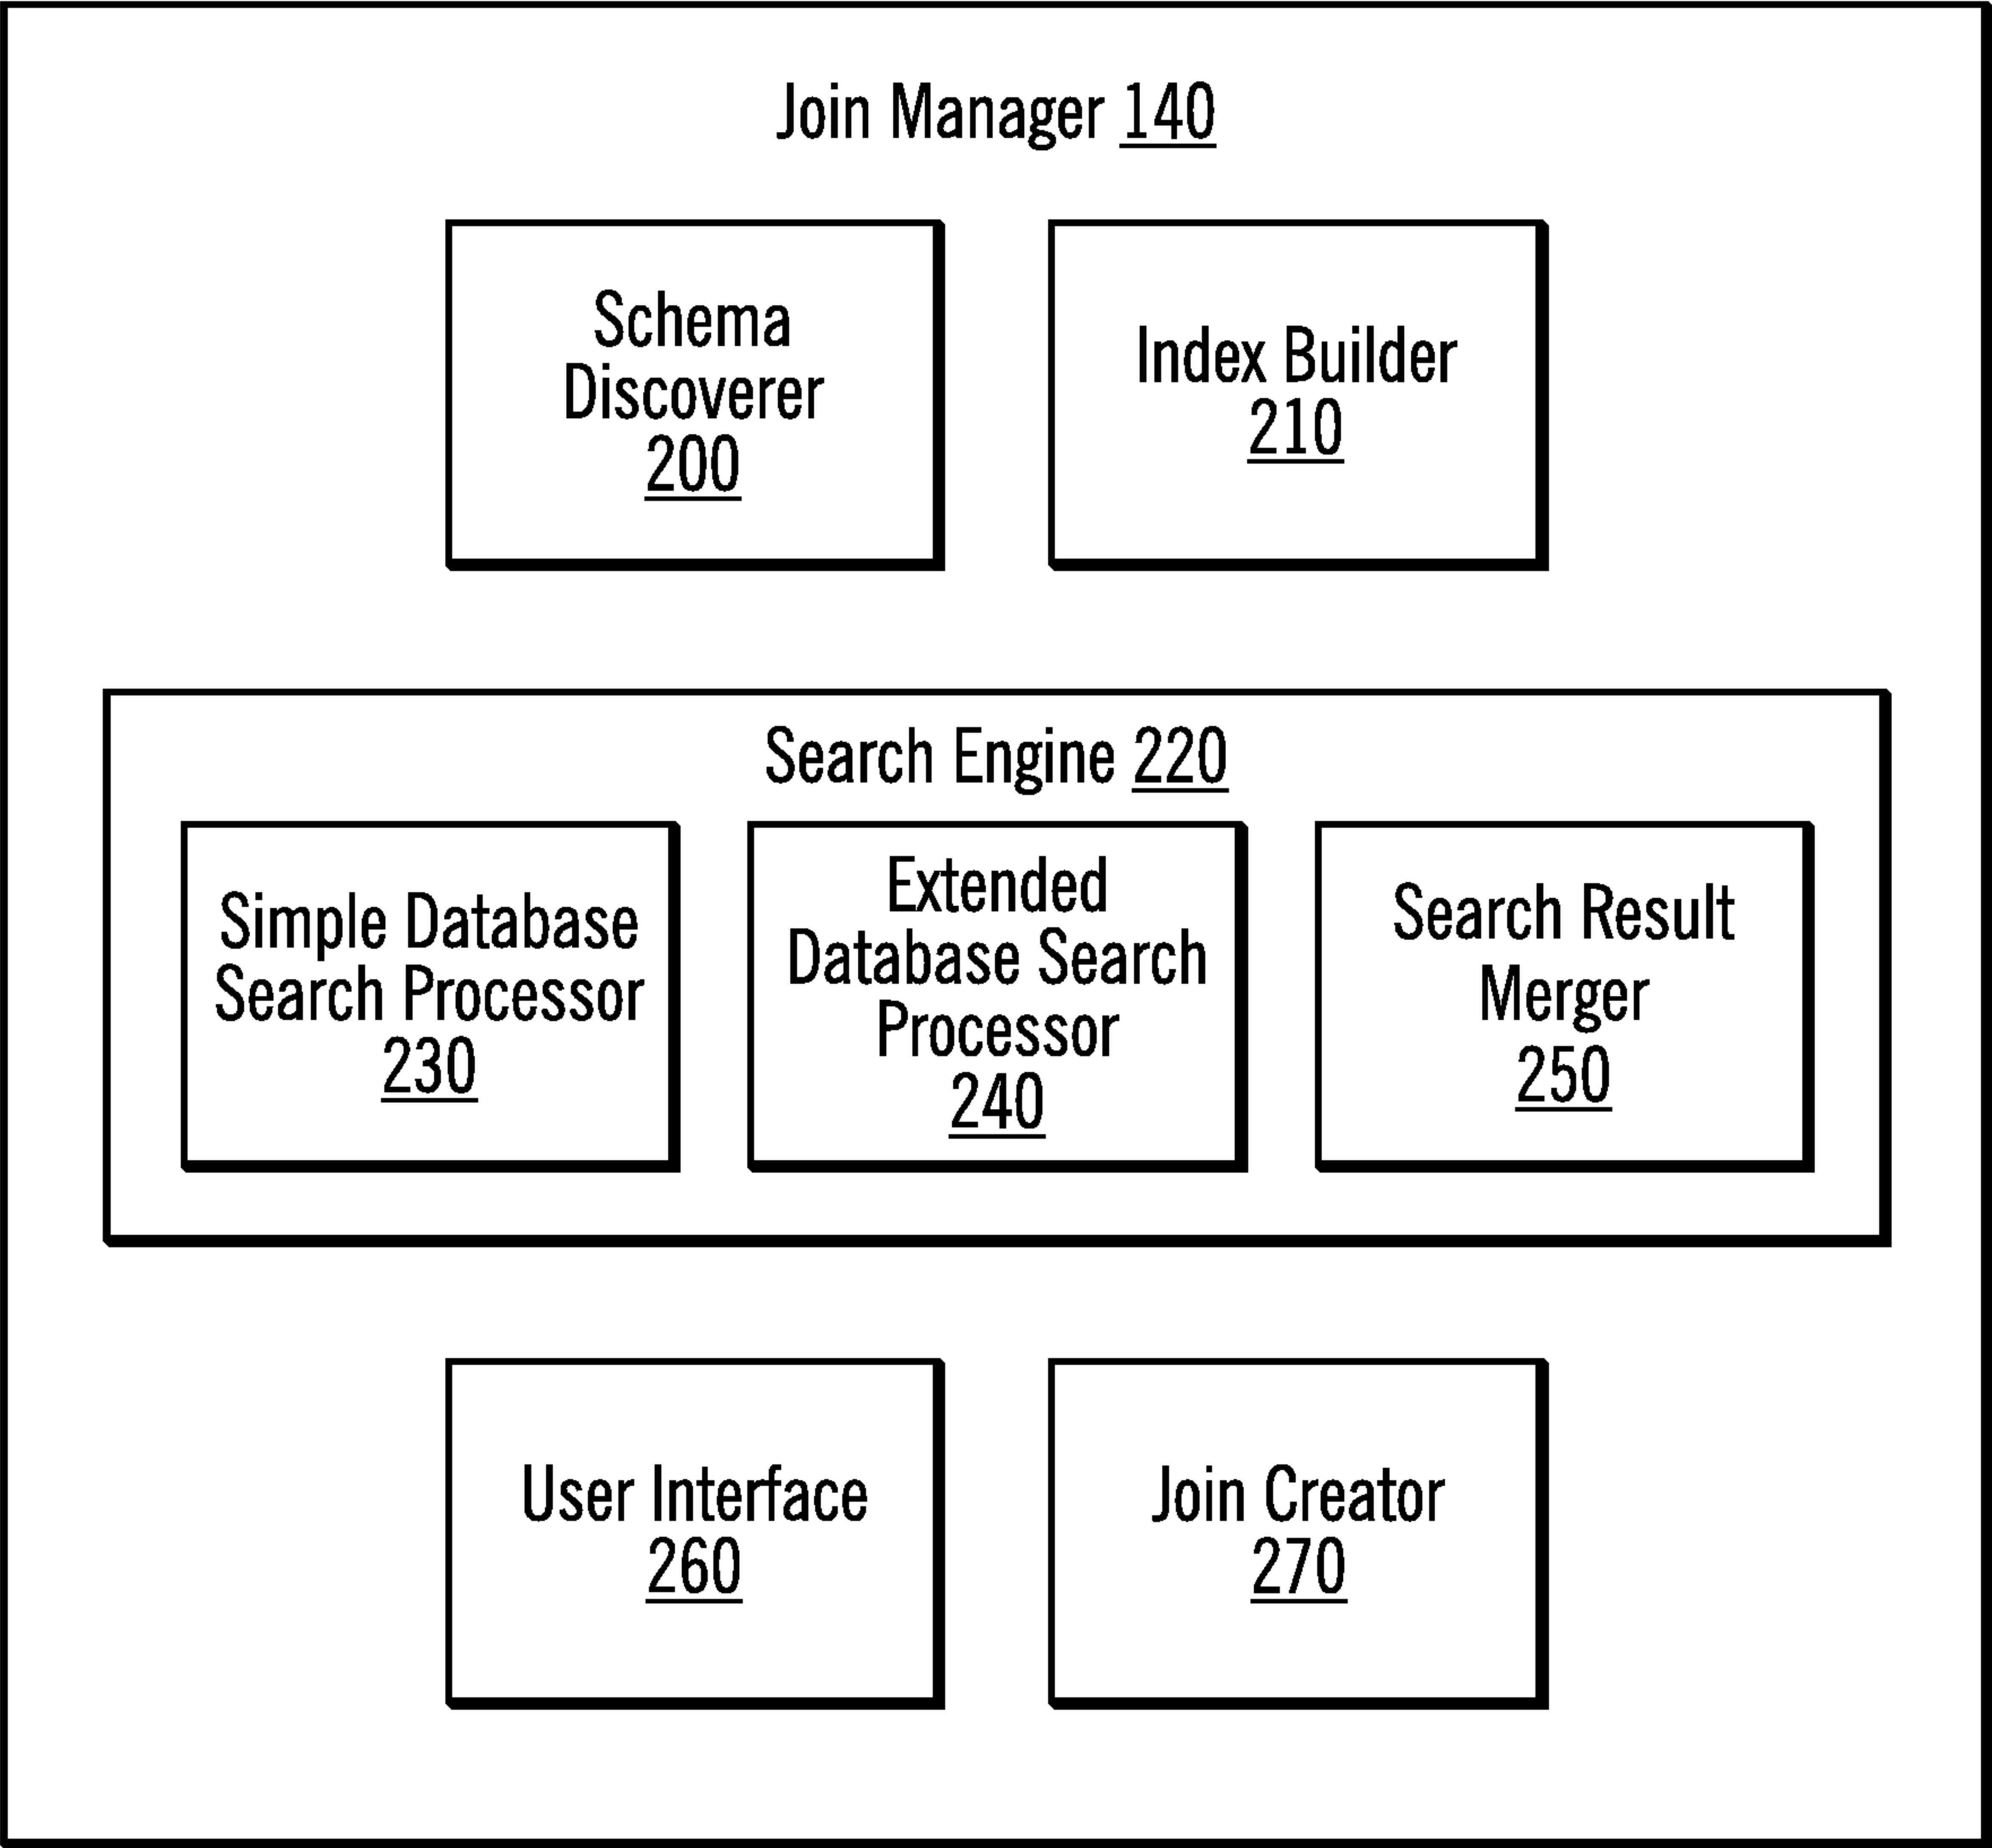 Join Manager 140
Schema
Discoverer
200
Index Builder
210
Search Engine 220
Simple Database
Search Processor
230
Extended
Database Search
Processor
240
Search Result
Merger
250
User Interface
260
Join Creator
270